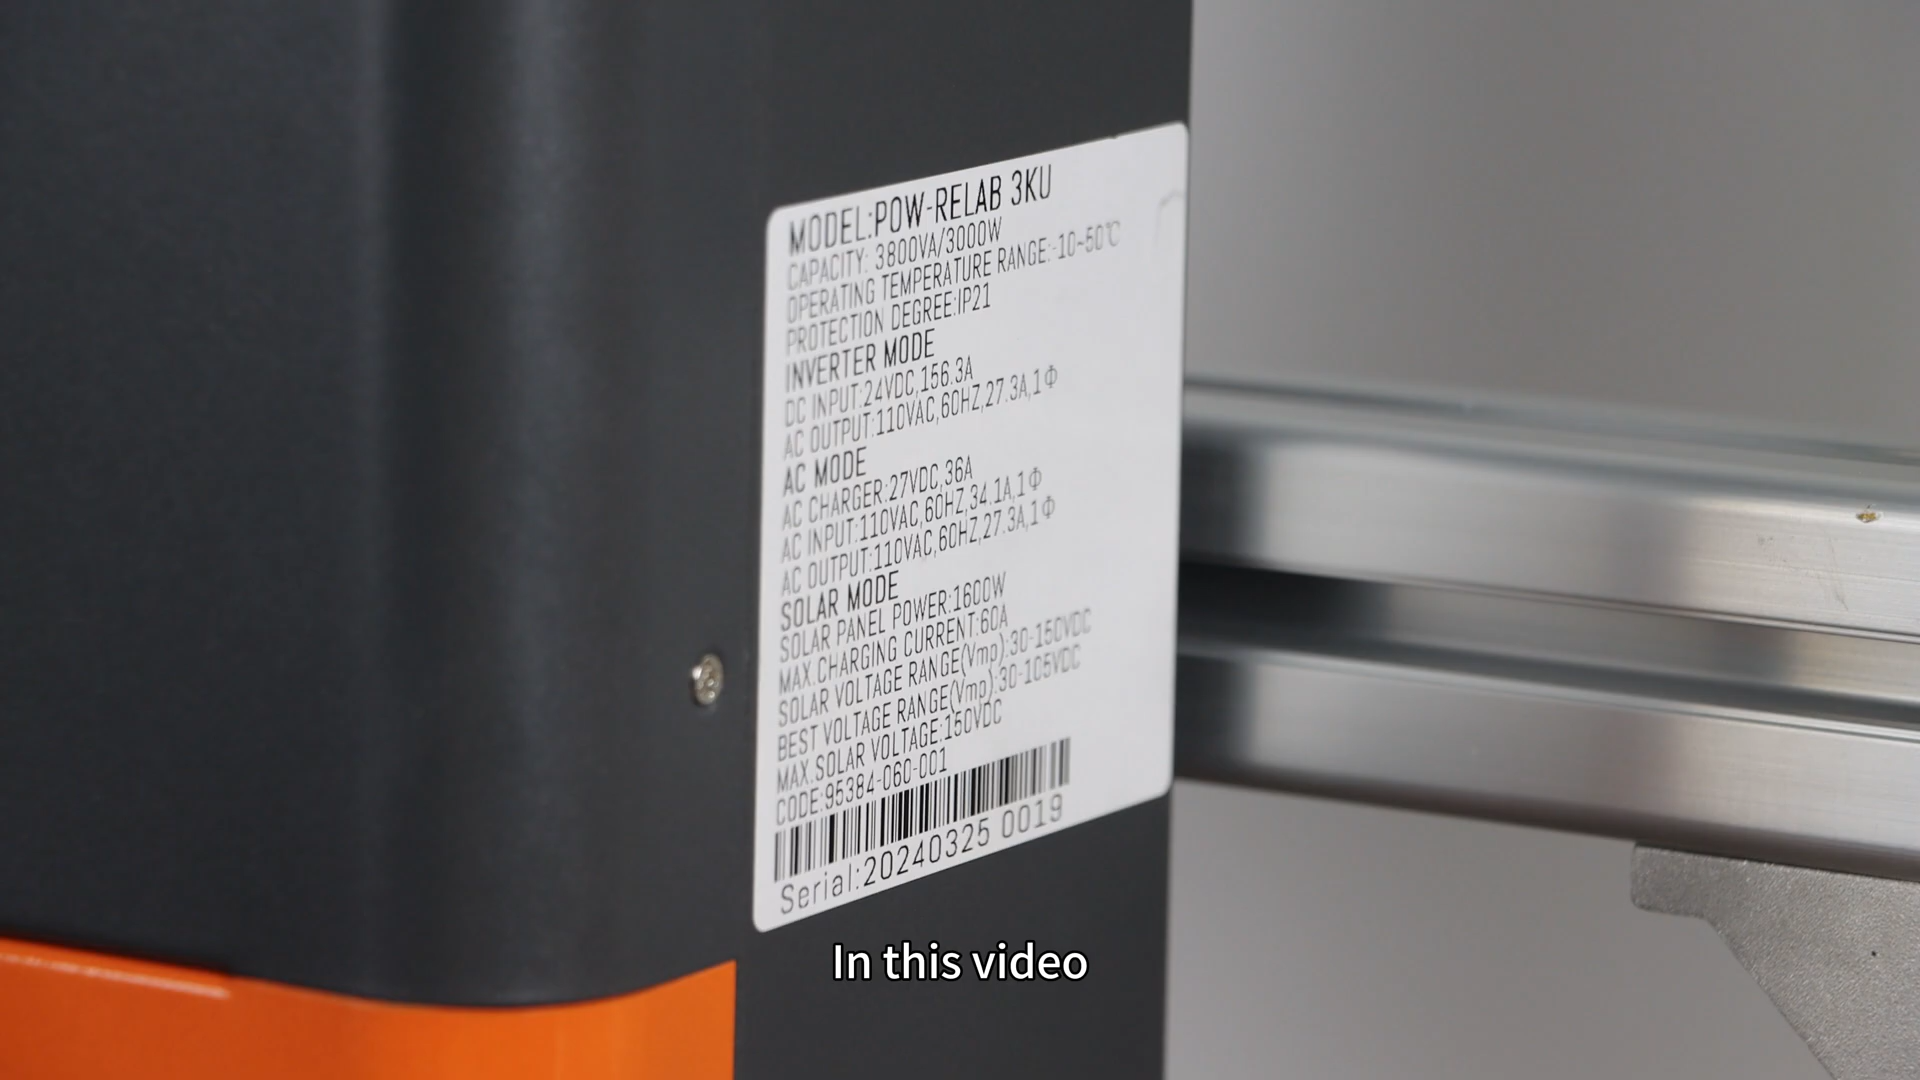 MODEL:POW-RELAB 3KU
CAPACITY: 3800VA/3000W
OPERATING TEMPERATURE RANGE:-10~50℃
PROTECTION DEGREE:IP21
INVERTER MODE
DC INPUT:24VDC,156.3A
AC OUTPUT:110VAC,60HZ,27.3A,1Φ
AC MODE
AC CHARGER:27VDC,36A
AC INPUT:110VAC,60HZ,34.1A,1Φ
AC OUTPUT:110VAC,60HZ,27.3A,1Φ
SOLAR MODE
SOLAR PANEL POWER:1600W
MAX.CHARGING CURRENT:60A
SOLAR VOLTAGE RANGE(Vmp):30-150VDC
BEST VOLTAGE RANGE(Vmp):30-105VDC
MAX.SOLAR VOLTAGE:150VDC
CODE:95384-060-001
Serial:20240325 0019
In this video